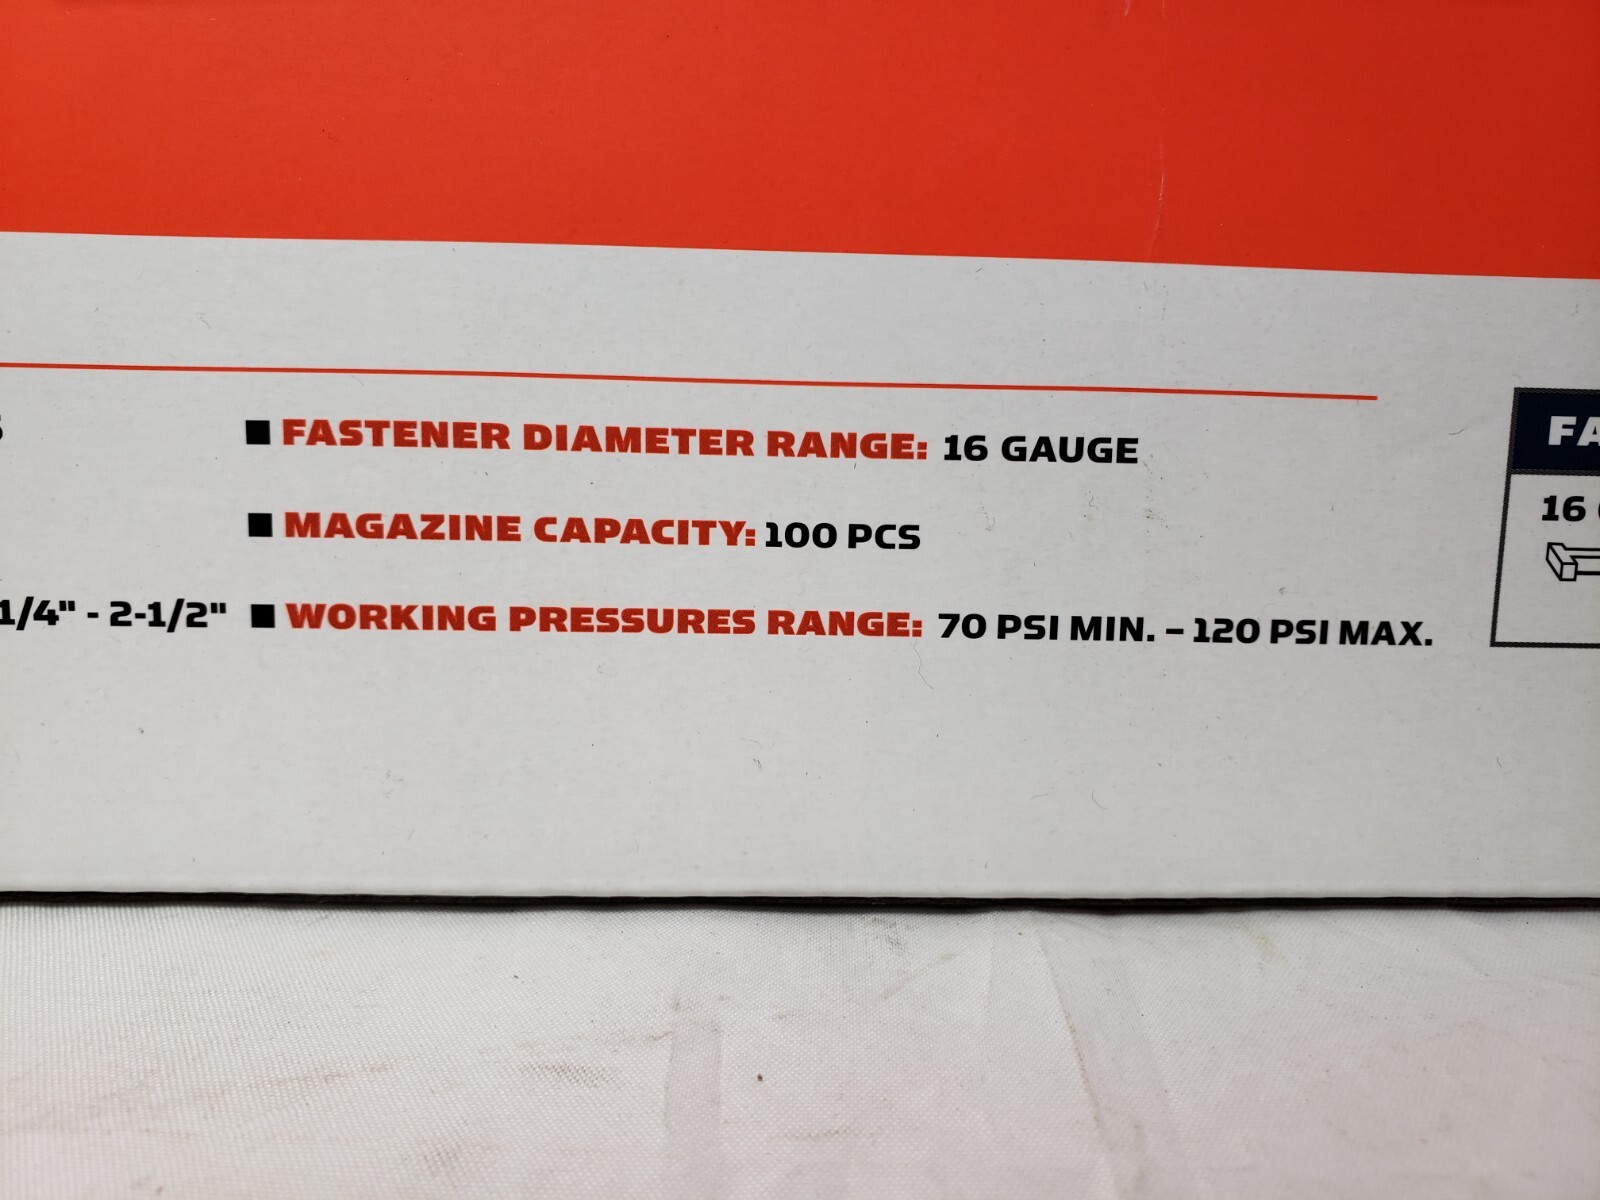 FASTENER DIAMETER RANGE: 16 GAUGE
MAGAZINE CAPACITY: 100 PCS
1/4" - 2-1/2" ■ WORKING PRESSURES RANGE: 70 PSI MIN. – 120 PSI MAX.
16